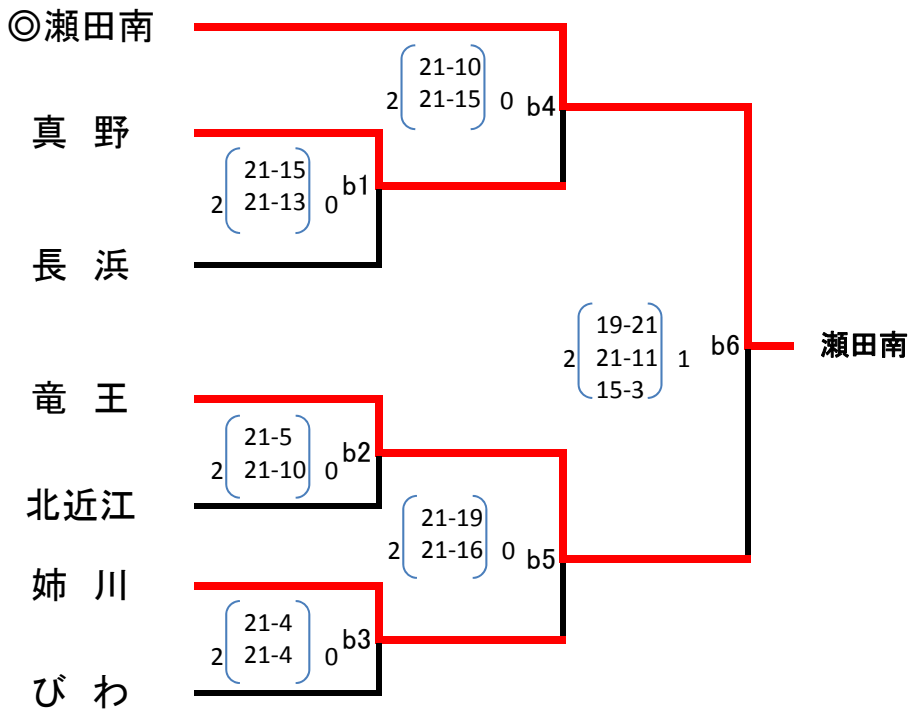 ◎瀬田南
21-10
2 21-15 0 b4
真 野
21-15 b1
2 21-13 0
長 浜
19-21
2 21-11 1 b6 瀬田南
15-3
竜 王
21-5 b2
2 21-10 0
北近江
21-19
2 21-16 0 b5
姉 川
21-4 b3
2 21-4 0
び わ